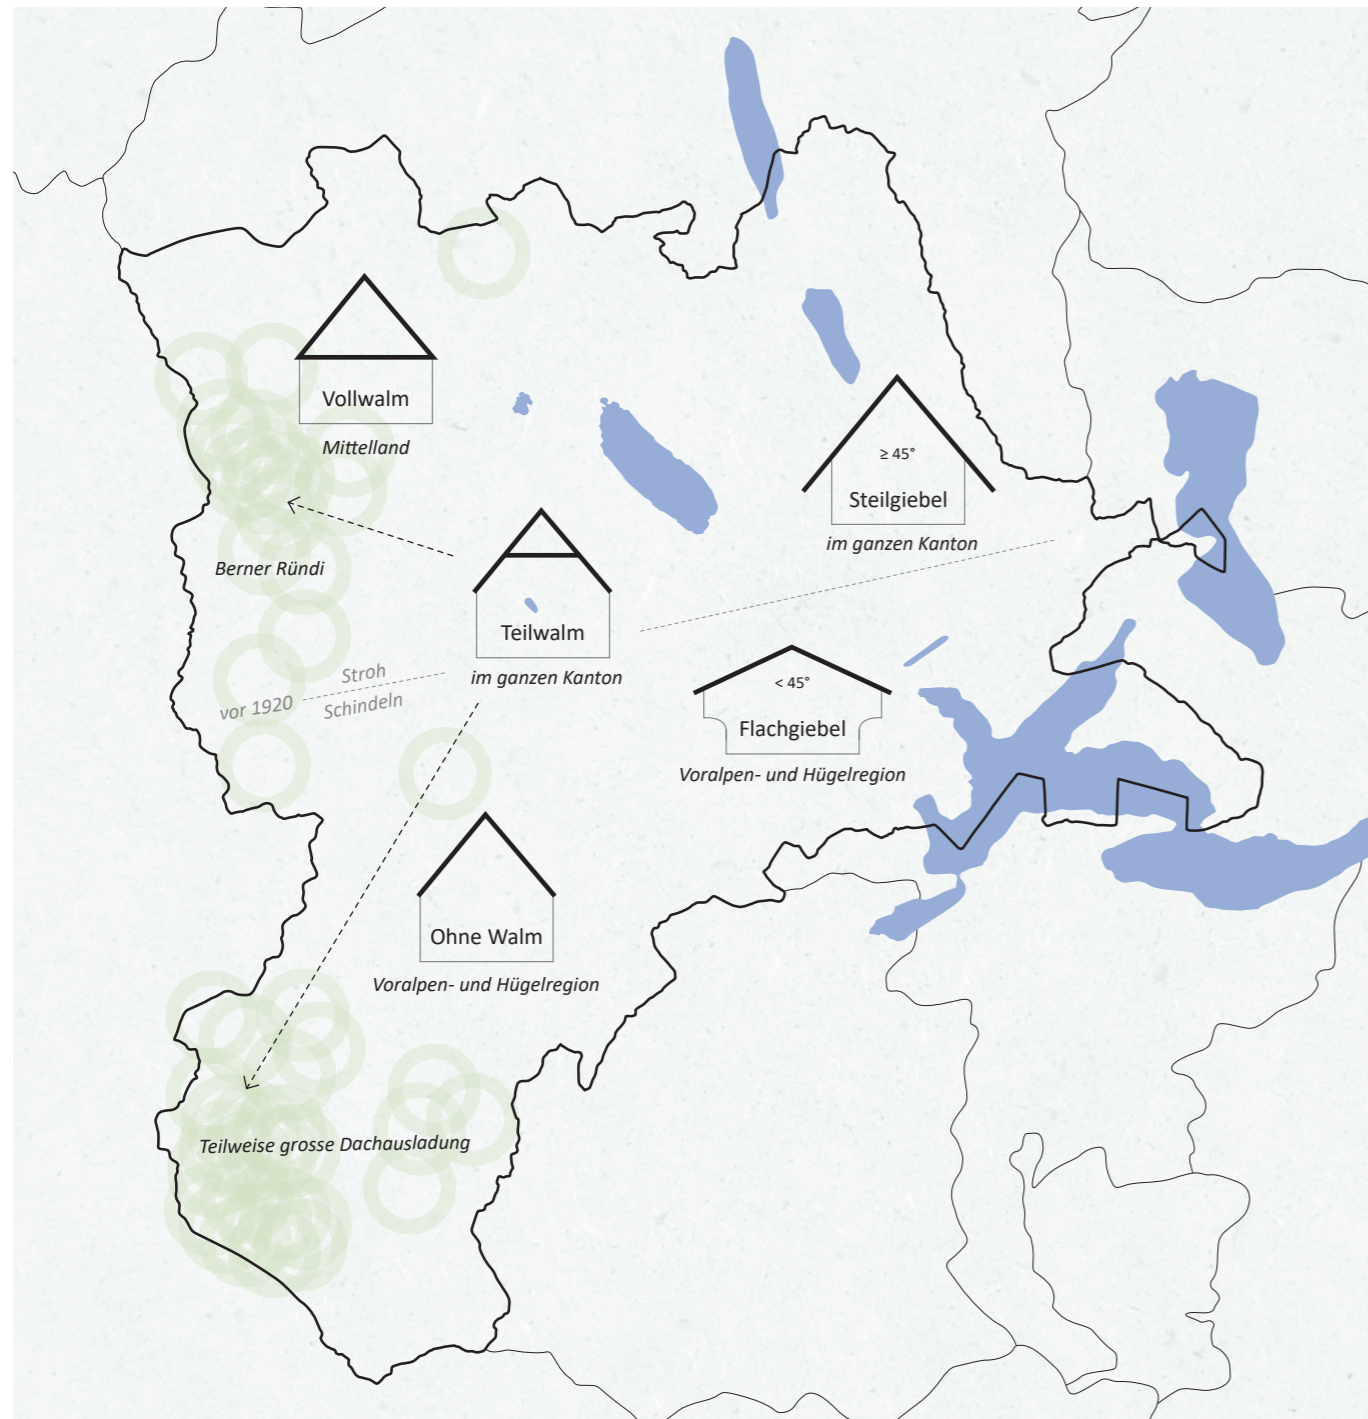 Vollwalm
Mittelland
≥ 45°
Steilgiebel
im ganzen Kanton
Berner Ründi
Teilwalm
im ganzen Kanton
Stroh
vor 1920
Schindeln
< 45°
Flachgiebel
Voralpen- und Hügelregion
Ohne Walm
Voralpen- und Hügelregion
Teilweise grosse Dachausladung